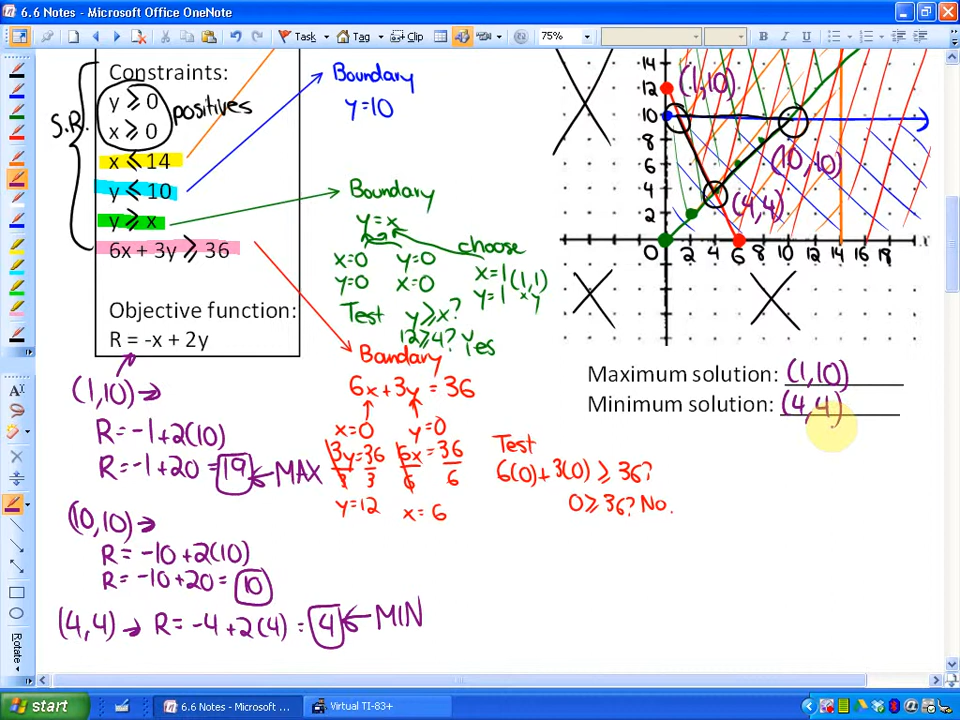 6.6 Notes - Microsoft Office OneNote
Task
Tag
Clip
75%
B I U
Constraints:
y ≥ 0
x ≥ 0
positives
S.R.
x ≤ 14
y ≤ 10
y ≥ x
6x + 3y ≥ 36
Objective function:
R = -x + 2y
Boundary
y=10
Boundary
y=x
x=0 y=0
y=0 x=0
choose
x=1 (1,1)
y=1 x y
Test y≥x?
12≥4? Yes
Boundary
6x+3y=36
x=0 y=0
3y=36 6x=36
3 3 6 6
y=12 x=6
Test
6(0)+3(0) ≥ 36?
0≥36? No.
14
12
10
8
6
4
2
0 2 4 6 8 10 12 14 16 18 x
(1,10)
(10,10)
(4,4)
Maximum solution: (1,10)
Minimum solution: (4,4)
(1,10) →
R= -1+2(10)
R= -1+20 = 19 ← MAX
(10,10) →
R= -10+2(10)
R= -10+20= 10
(4,4) → R= -4+2(4) = 4 ← MIN
A
Rotate
start
6.6 Notes - Microsoft ...
Virtual TI-83+